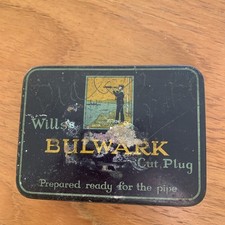 Wills's
BULWARK
Cut Plug
Prepared ready for the pipe